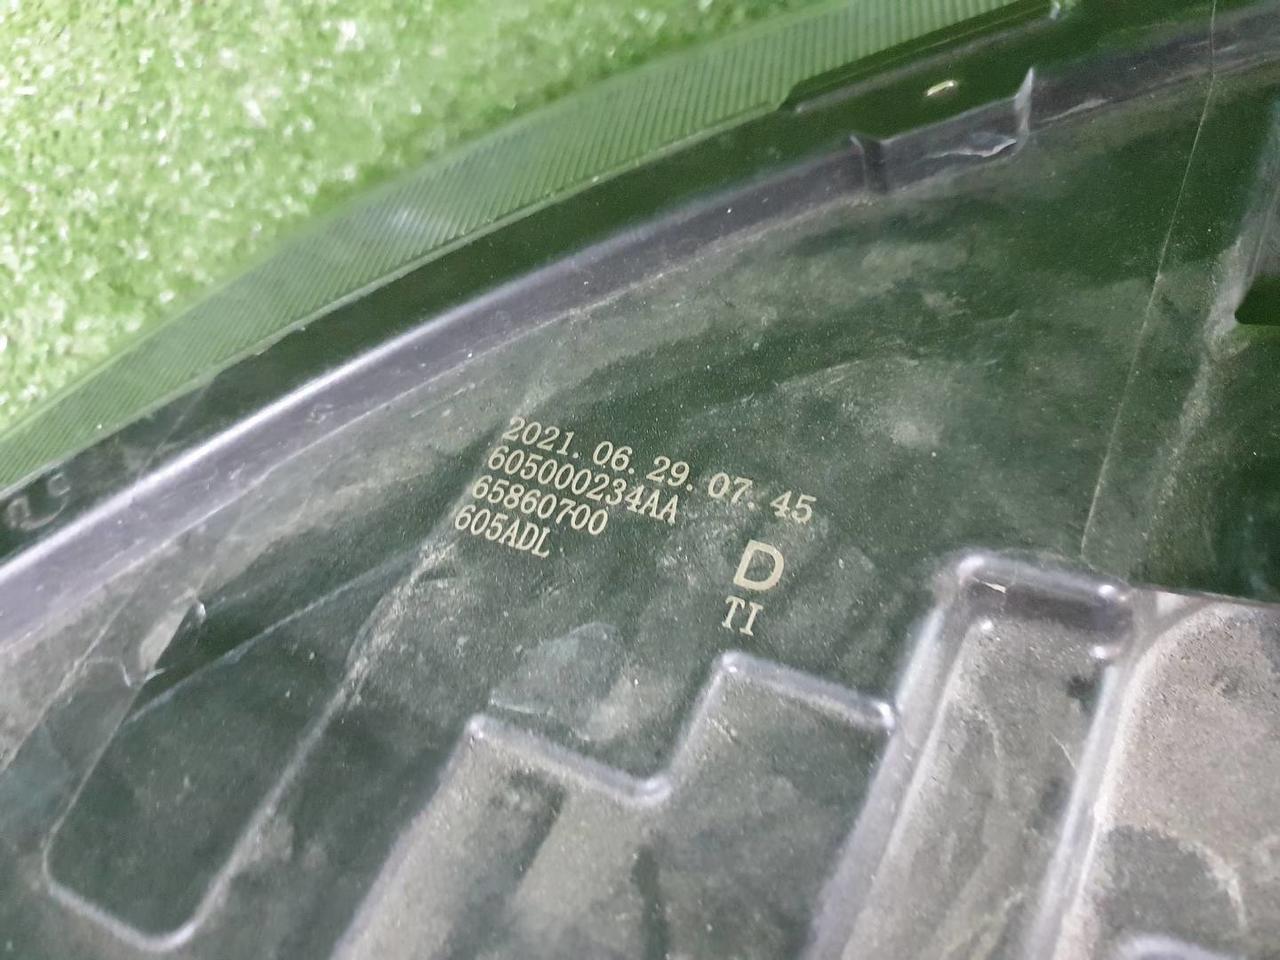 2021. 06. 29. 07. 45
605000234AA
65860700
605ADL
D
TI